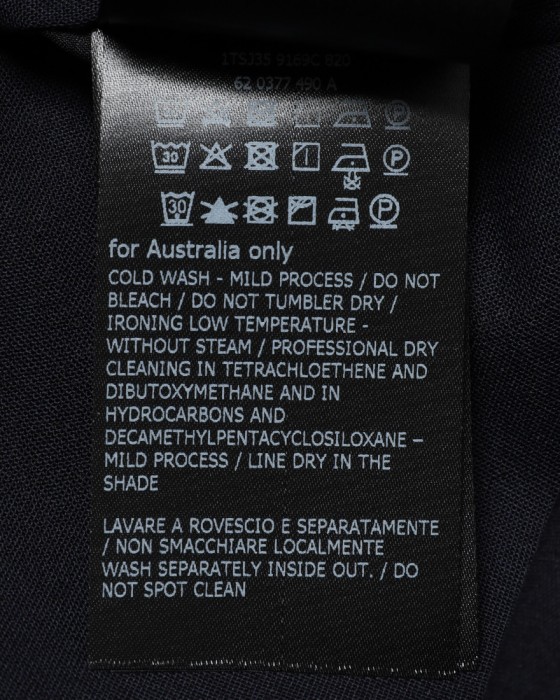 1TSJ35 9169C 820
62 0377 490 A
30
P
30
P
for Australia only
COLD WASH - MILD PROCESS / DO NOT
BLEACH / DO NOT TUMBLER DRY /
IRONING LOW TEMPERATURE -
WITHOUT STEAM / PROFESSIONAL DRY
CLEANING IN TETRACHLOETHENE AND
DIBUTOXYMETHANE AND IN
HYDROCARBONS AND
DECAMETHYLPENTACYCLOSILOXANE –
MILD PROCESS / LINE DRY IN THE
SHADE
LAVARE A ROVESCIO E SEPARATAMENTE
/ NON SMACCHIARE LOCALMENTE
WASH SEPARATELY INSIDE OUT. / DO
NOT SPOT CLEAN